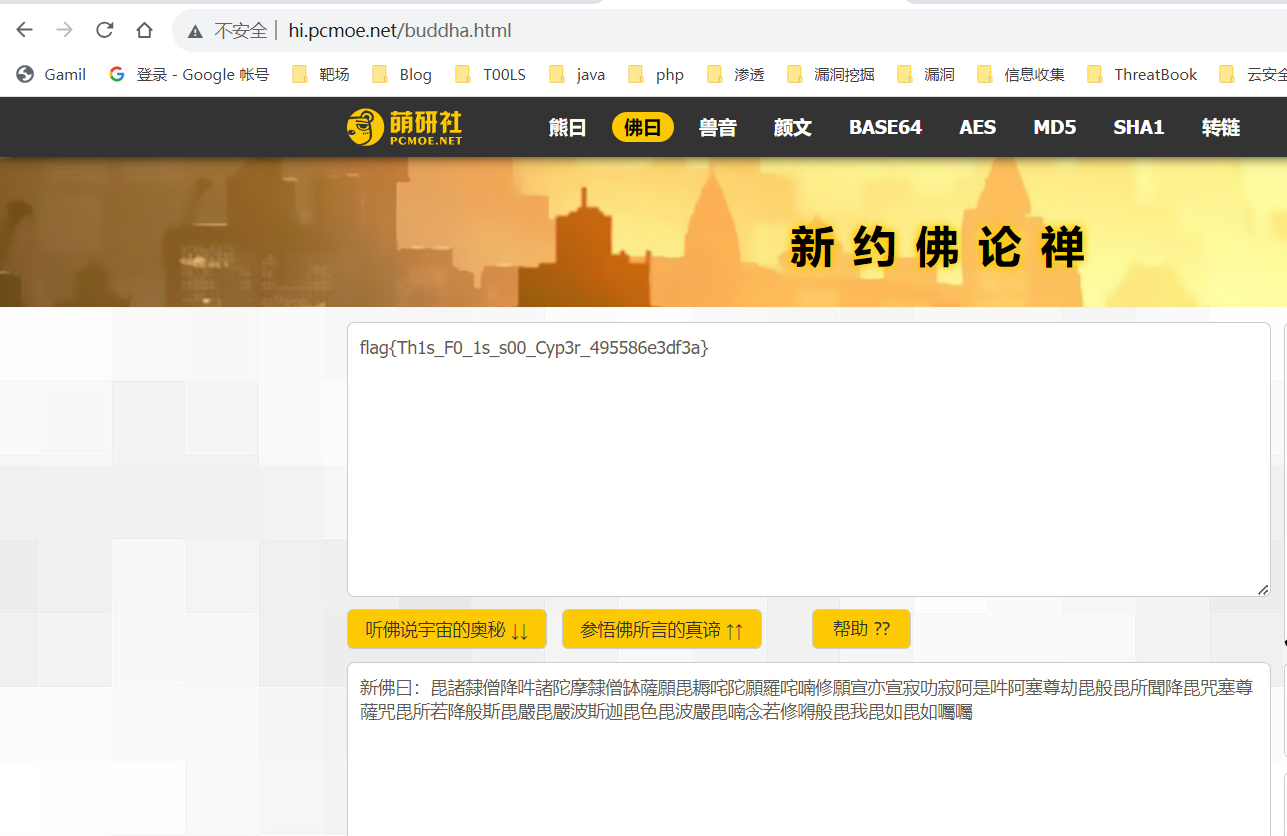 不安全 | hi.pcmoe.net/buddha.html
Gamil 登录 - Google 帐号 靶场 Blog T00LS java php 渗透 漏洞挖掘 漏洞 信息收集 ThreatBook 云安全
萌研社 熊曰 佛曰 兽音 颜文 BASE64 AES MD5 SHA1 转链
PCMOE.NET
新约佛论禅
flag{Th1s_F0_1s_s00_Cyp3r_495586e3df3a}
听佛说宇宙的奥秘 ↓↓ 参悟佛所言的真谛 ↑↑ 帮助 ??
新佛曰：毘諸隸僧降吽諸陀摩隸僧缽薩願毘耨咤陀願羅咤喃修願宣亦宣寂叻寂阿是吽阿塞尊劫毘般毘所聞降毘咒塞尊
薩咒毘所若降般斯毘嚴毘嚴波斯迦毘色毘波嚴毘喃念若修嘚般毘我毘如毘如囑囑